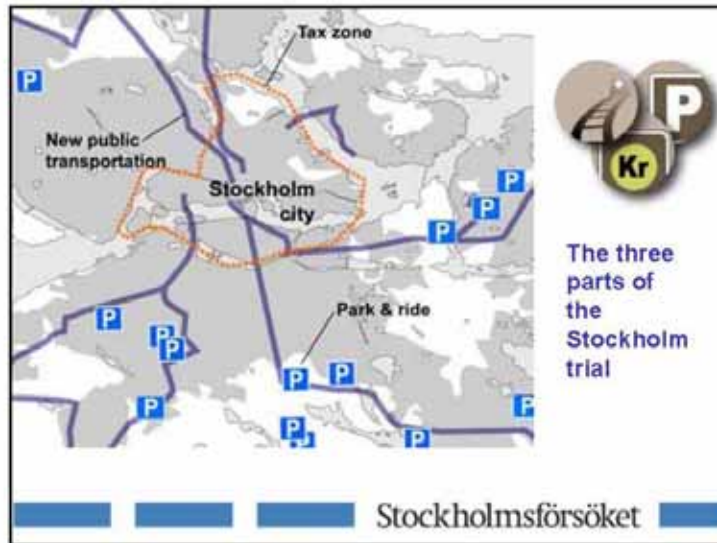 Tax zone
P
New public
transportation
Stockholm
city
P
P
P
P
Park & ride
P
P
P
P
P
P
P
P
P
P
P
Kr
The three
parts of
the
Stockholm
trial
Stockholmsförsöket